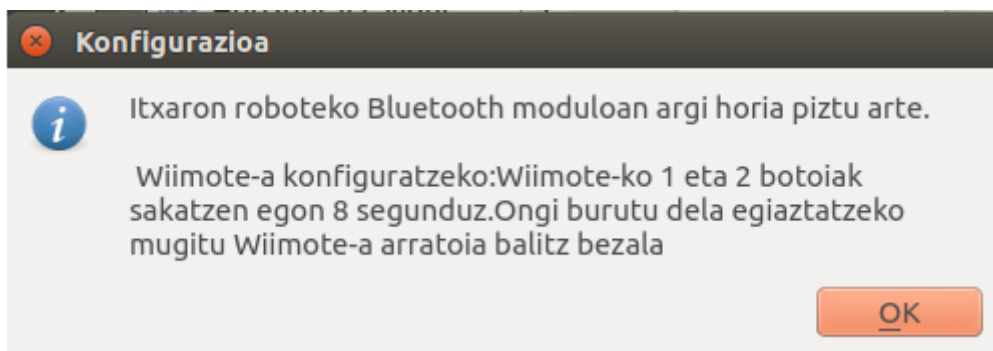 Konfigurazioa
Itxaron roboteko Bluetooth moduloan argi horia piztu arte.
Wiimote-a konfiguratzeko:Wiimote-ko 1 eta 2 botoiak
sakatzen egon 8 segunduz.Ongi burutu dela egiaztatzeko
mugitu Wiimote-a arratoia balitz bezala
OK